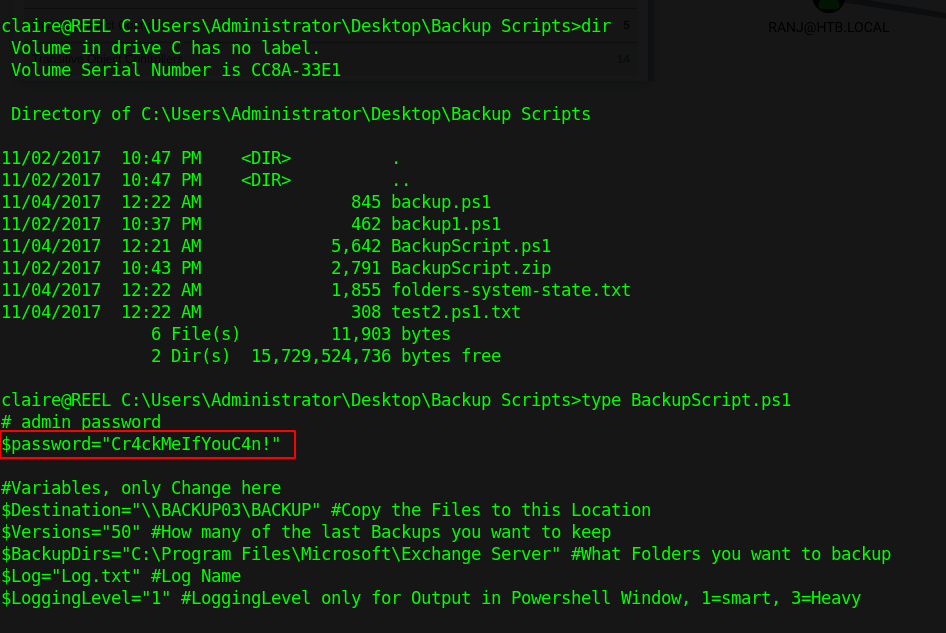 claire@REEL C:\Users\Administrator\Desktop\Backup Scripts>dir
5
RANJ@HTB.LOCAL
 Volume in drive C has no label.
 Volume Serial Number is CC8A-33E1
14

 Directory of C:\Users\Administrator\Desktop\Backup Scripts

11/02/2017  10:47 PM    <DIR>          .
11/02/2017  10:47 PM    <DIR>          ..
11/04/2017  12:22 AM               845 backup.ps1
11/02/2017  10:37 PM               462 backup1.ps1
11/04/2017  12:21 AM             5,642 BackupScript.ps1
11/02/2017  10:43 PM             2,791 BackupScript.zip
11/04/2017  12:22 AM             1,855 folders-system-state.txt
11/04/2017  12:22 AM               308 test2.ps1.txt
               6 File(s)         11,903 bytes
               2 Dir(s)  15,729,524,736 bytes free

claire@REEL C:\Users\Administrator\Desktop\Backup Scripts>type BackupScript.ps1
# admin password
$password="Cr4ckMeIfYouC4n!"

#Variables, only Change here
$Destination="\\BACKUP03\BACKUP" #Copy the Files to this Location
$Versions="50" #How many of the last Backups you want to keep
$BackupDirs="C:\Program Files\Microsoft\Exchange Server" #What Folders you want to backup
$Log="Log.txt" #Log Name
$LoggingLevel="1" #LoggingLevel only for Output in Powershell Window, 1=smart, 3=Heavy